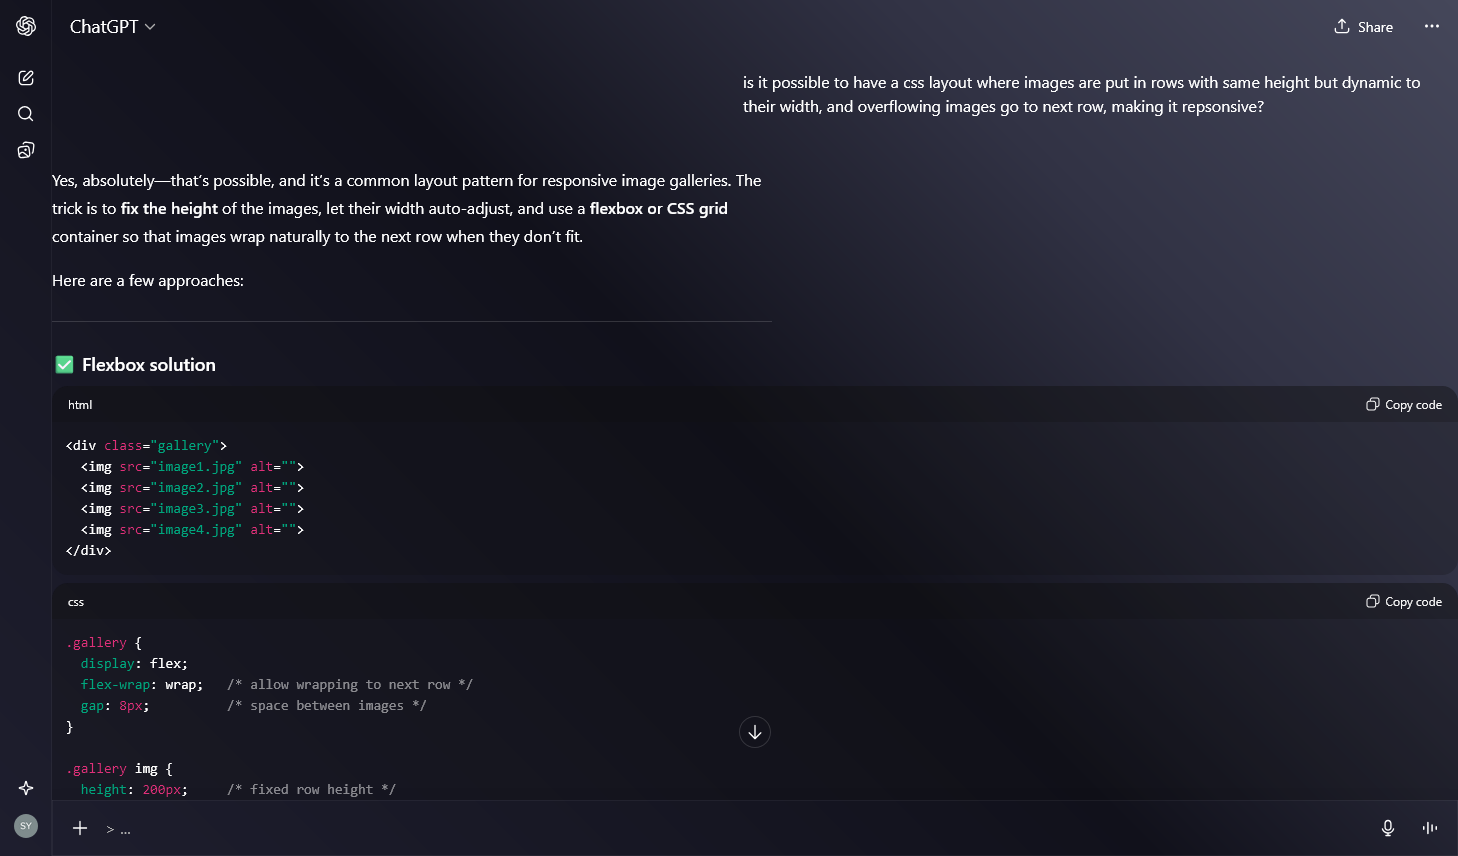 ChatGPT
Share
is it possible to have a css layout where images are put in rows with same height but dynamic to
their width, and overflowing images go to next row, making it repsonsive?
Yes, absolutely—that’s possible, and it’s a common layout pattern for responsive image galleries. The
trick is to fix the height of the images, let their width auto-adjust, and use a flexbox or CSS grid
container so that images wrap naturally to the next row when they don’t fit.
Here are a few approaches:
✅ Flexbox solution
html
Copy code
<div class="gallery">
  <img src="image1.jpg" alt="">
  <img src="image2.jpg" alt="">
  <img src="image3.jpg" alt="">
  <img src="image4.jpg" alt="">
</div>
css
Copy code
.gallery {
  display: flex;
  flex-wrap: wrap;   /* allow wrapping to next row */
  gap: 8px;          /* space between images */
}
.gallery img {
  height: 200px;     /* fixed row height */
SY
> ...